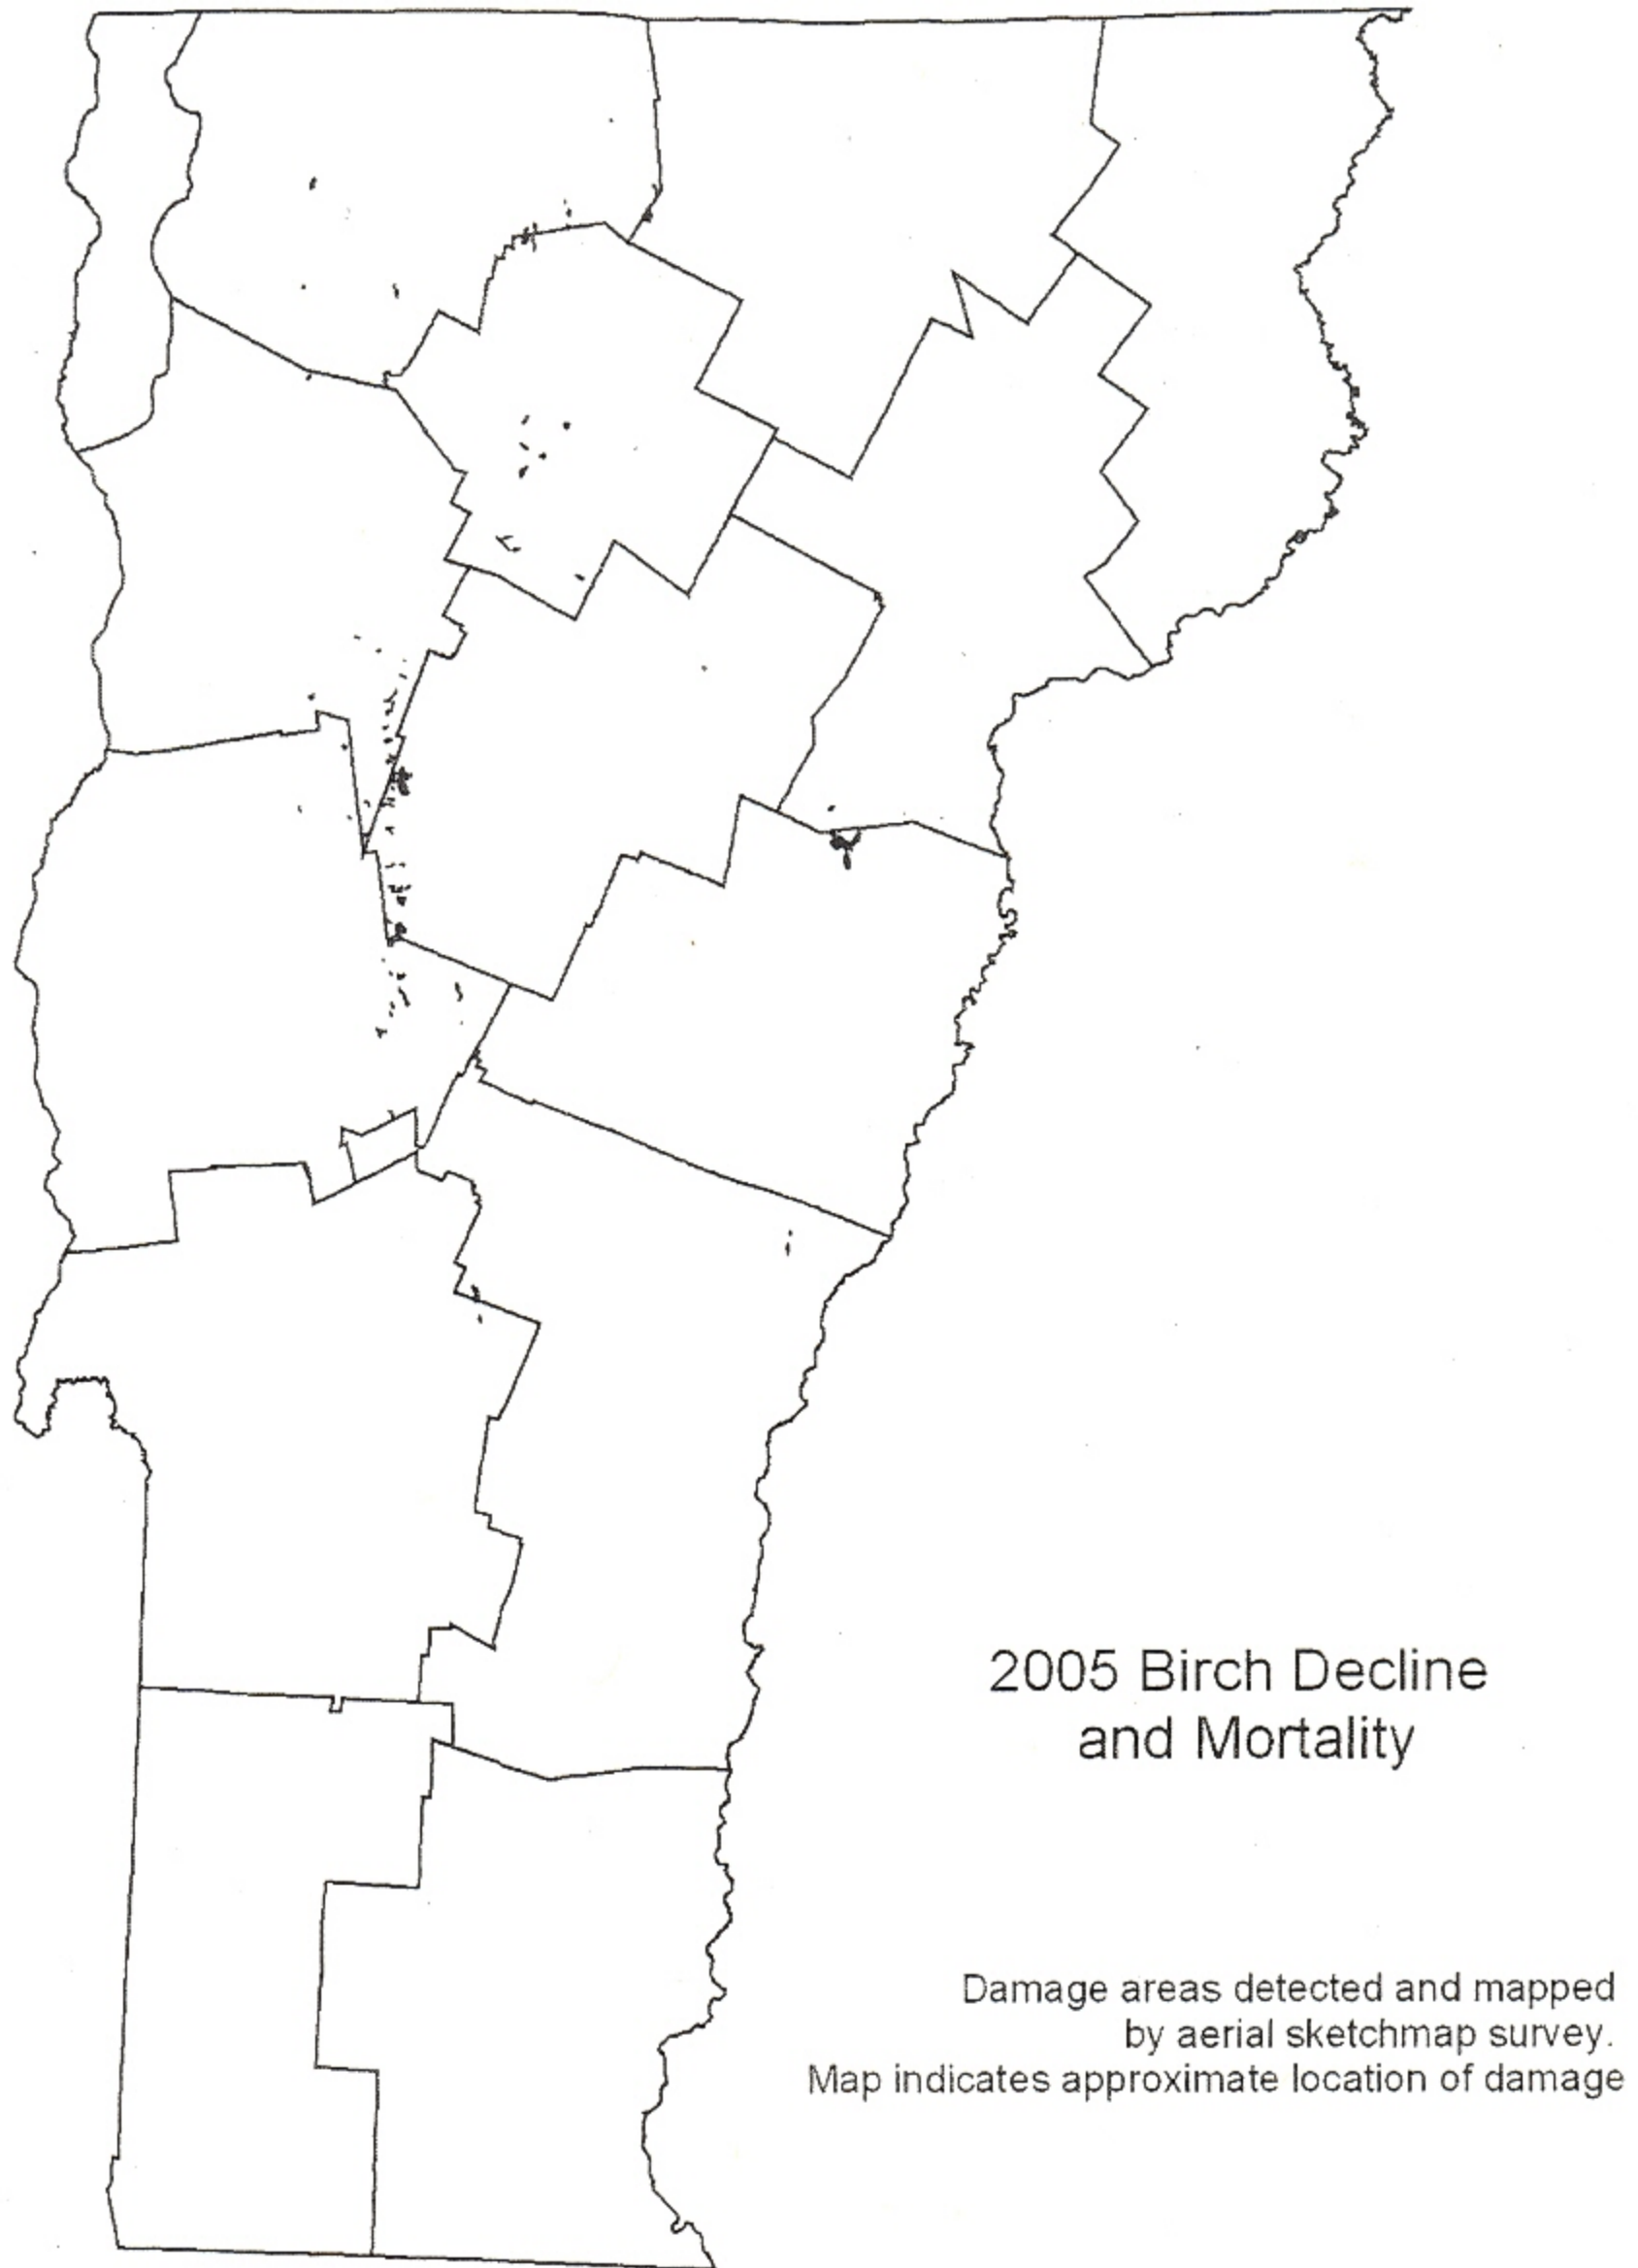 2005 Birch Decline
and Mortality
Damage areas detected and mapped
by aerial sketchmap survey.
Map indicates approximate location of damage